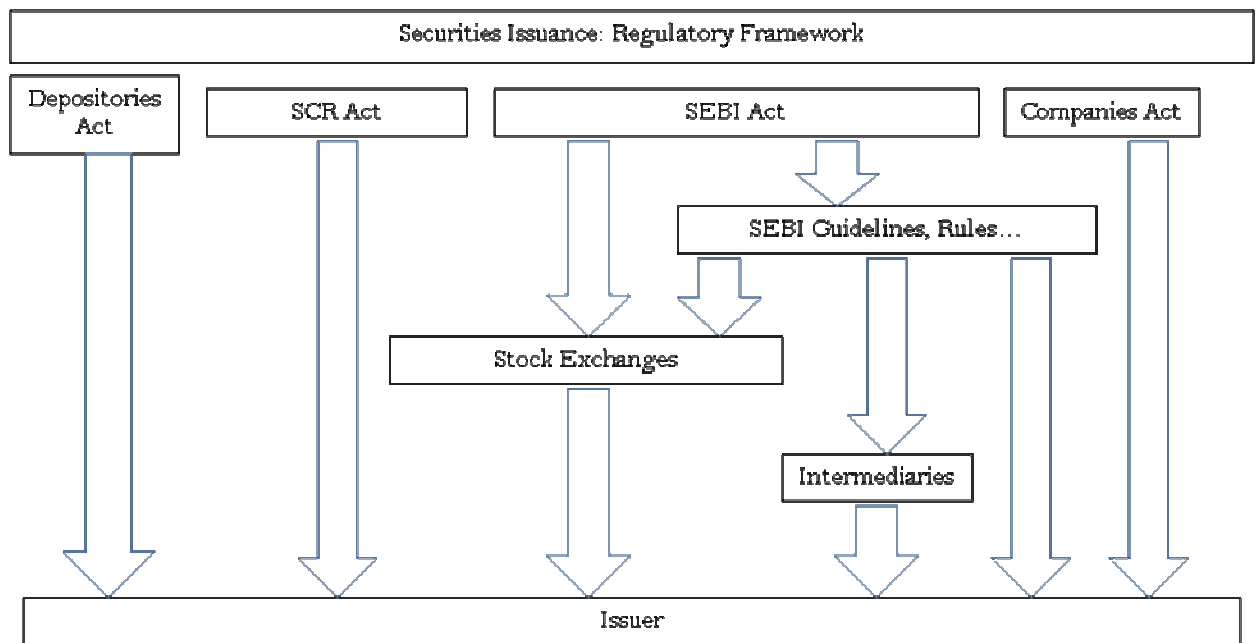 Securities Issuance: Regulatory Framework
Depositories
Act
SCR Act
SEBI Act
Companies Act
SEBI Guidelines, Rules…
Stock Exchanges
Intermediaries
Issuer